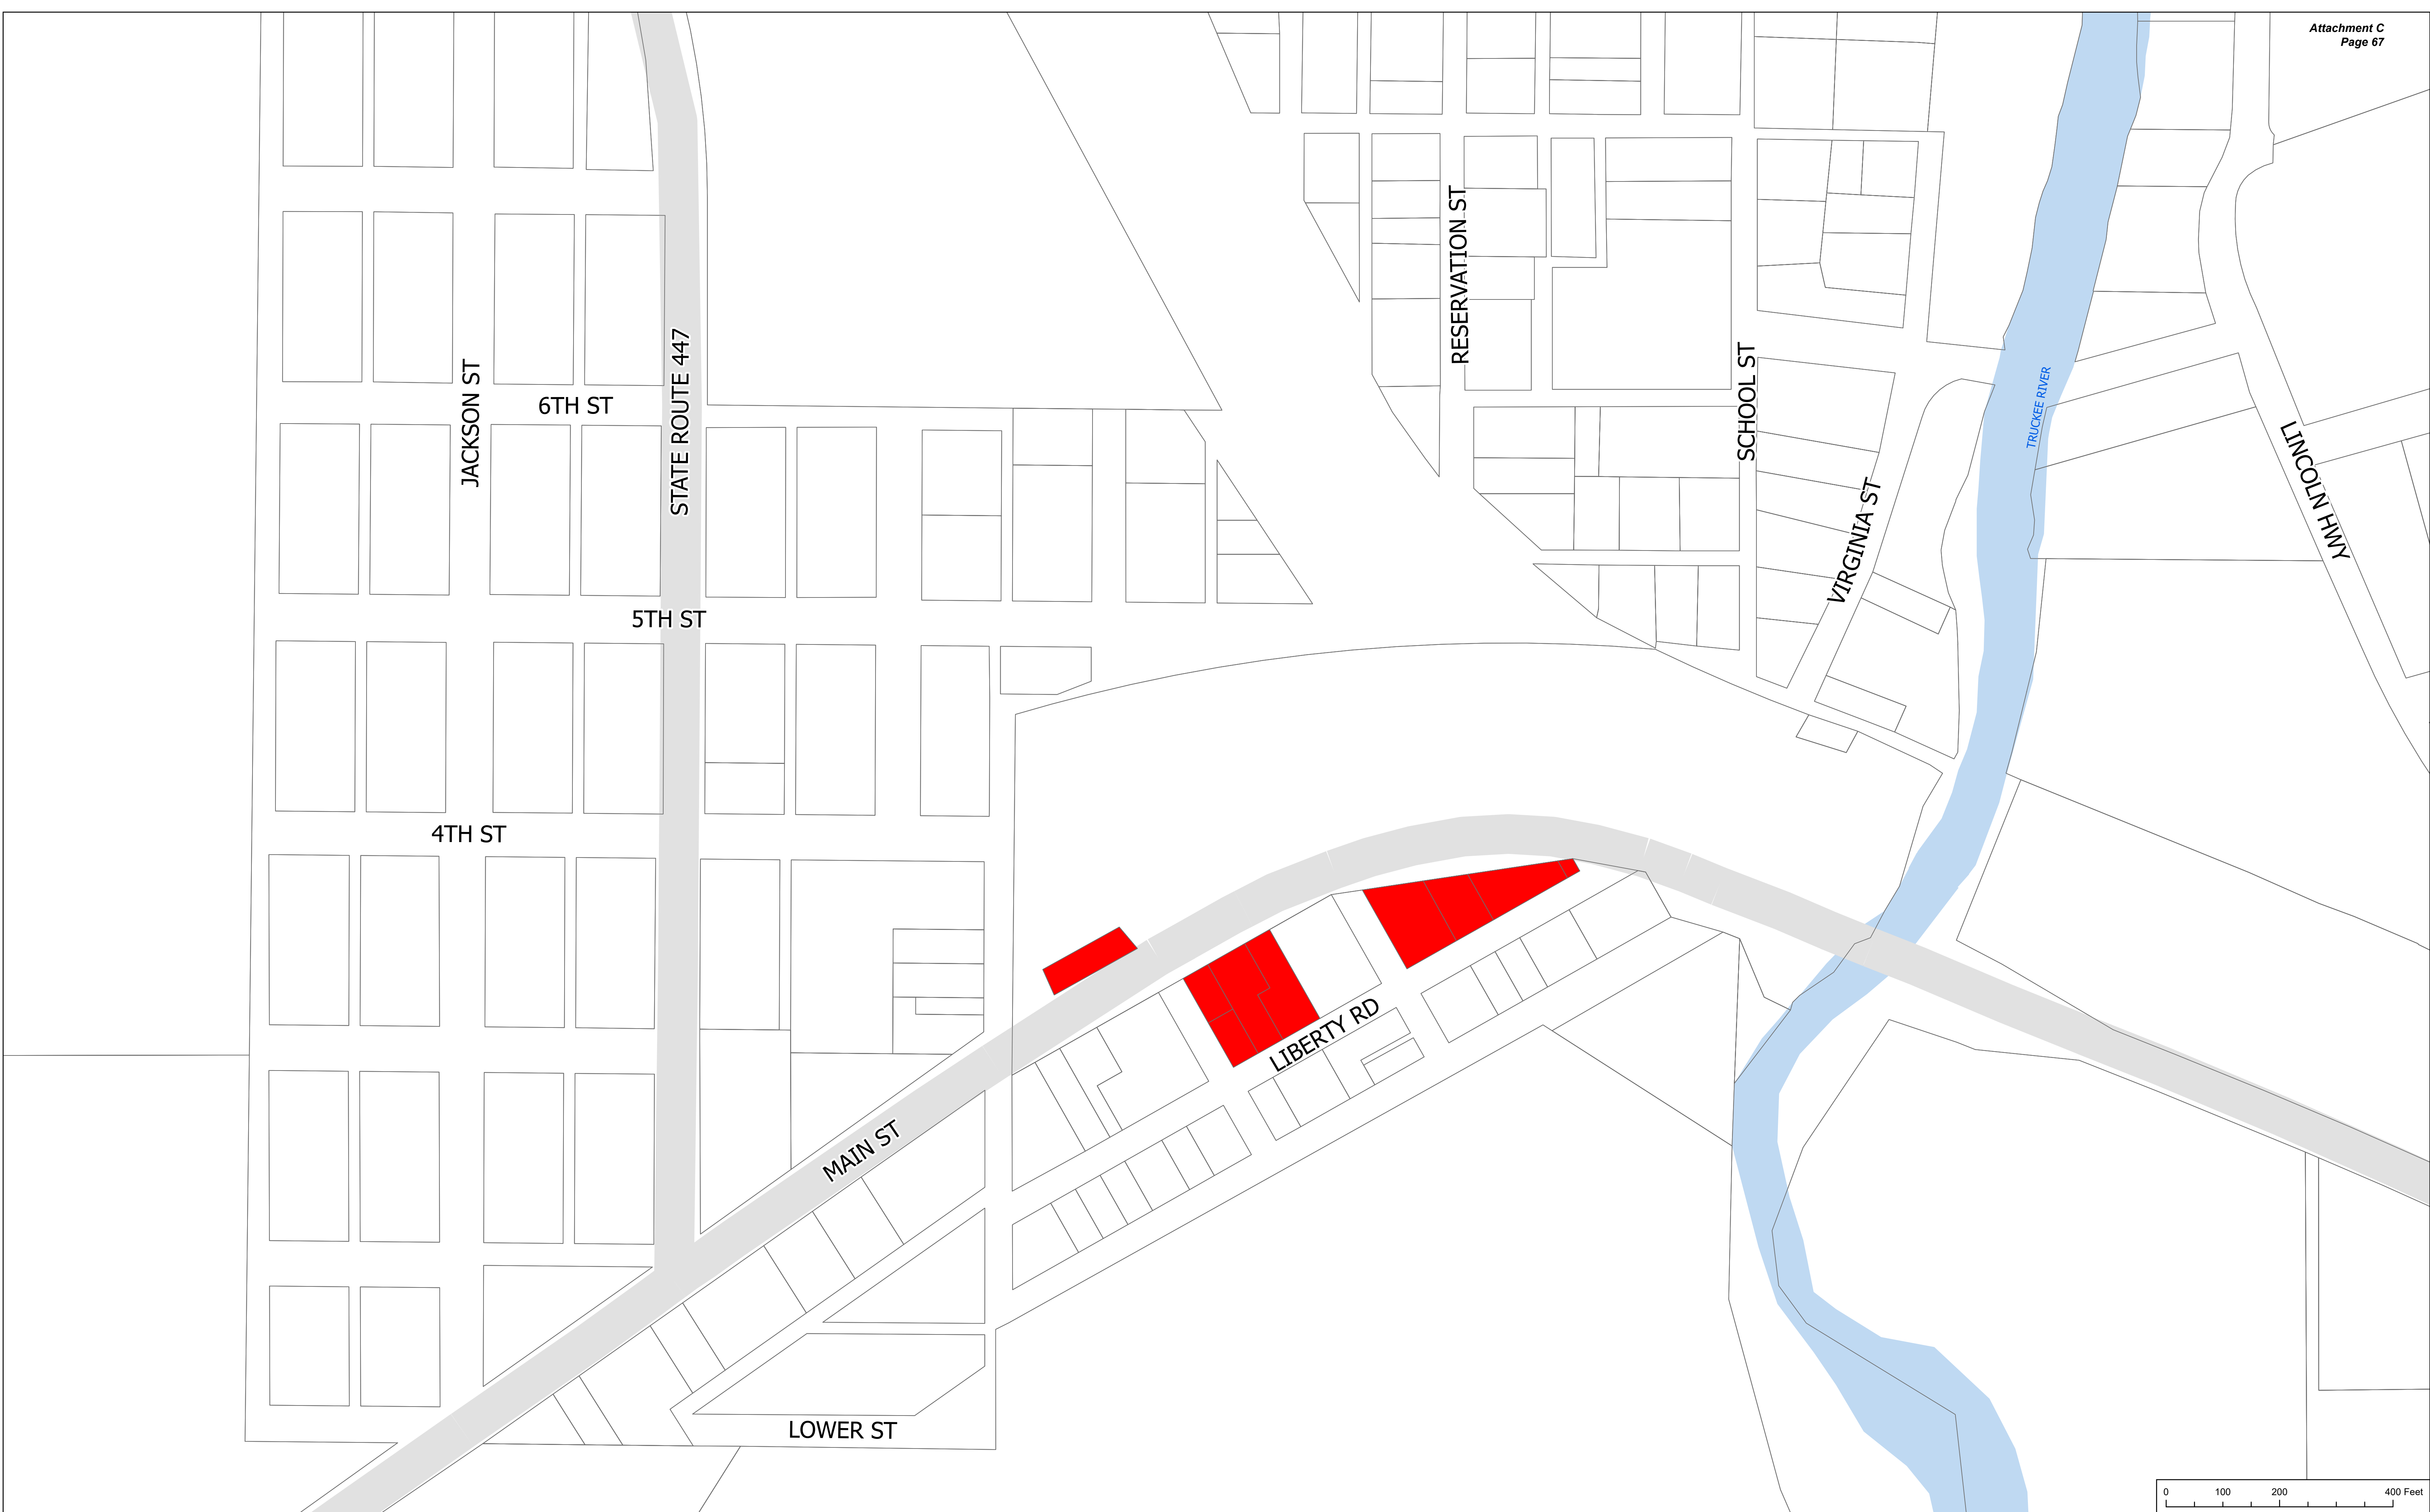 Attachment C
Page 67
RESERVATION ST
STATE ROUTE 447
JACKSON ST
6TH ST
SCHOOL ST
TRUCKEE RIVER
LINCOLN HWY
VIRGINIA ST
5TH ST
4TH ST
LIBERTY RD
MAIN ST
LOWER ST
0 100 200 400 Feet